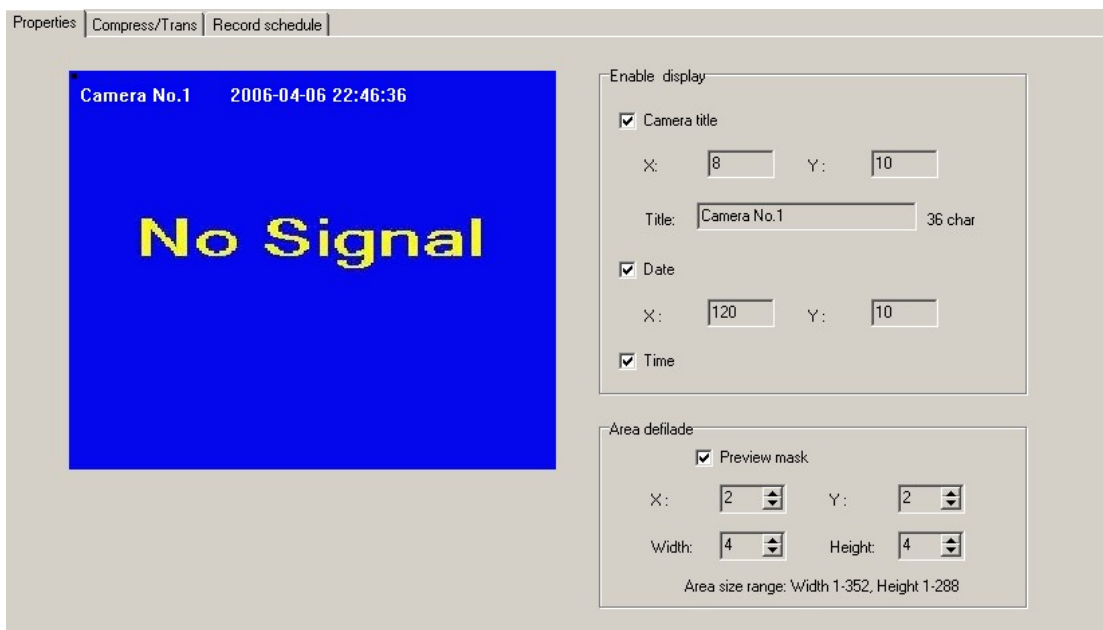 Properties Compress/Trans Record schedule
Camera No.1 2006-04-06 22:46:36
No Signal
Enable display
Camera title
X: 8 Y: 10
Title: Camera No.1 36 char
Date
X: 120 Y: 10
Time
Area defilade
Preview mask
X: 2 Y: 2
Width: 4 Height: 4
Area size range: Width 1-352, Height 1-288